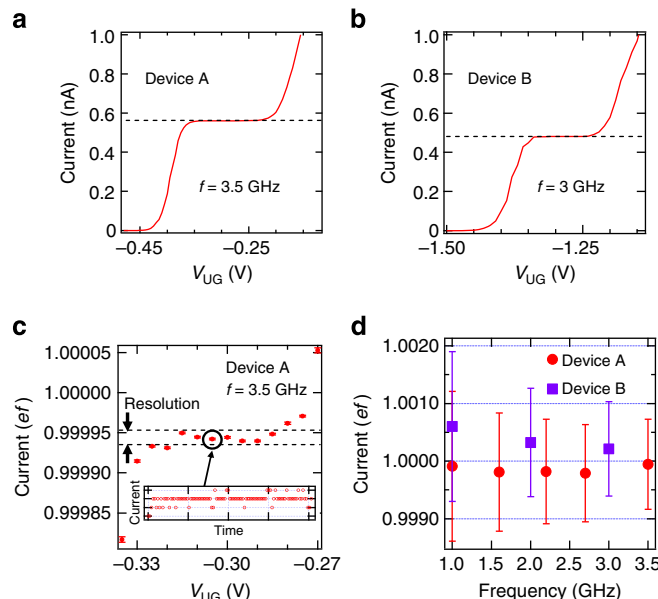 a
1.0
0.8
0.6
0.4
0.2
0
Current (nA)
Device A
f = 3.5 GHz
−0.45
−0.25
V_UG (V)
b
1.0
0.8
0.6
0.4
0.2
0
Current (nA)
Device B
f = 3 GHz
−1.50
−1.25
V_UG (V)
c
1.00005
1.00000
0.99995
0.99990
0.99985
Current (ef)
Device A
f = 3.5 GHz
Resolution
Current
Time
−0.33
−0.30
−0.27
V_UG (V)
d
1.0020
1.0010
1.0000
0.9990
Current (ef)
Device A
Device B
1.0
1.5
2.0
2.5
3.0
3.5
Frequency (GHz)